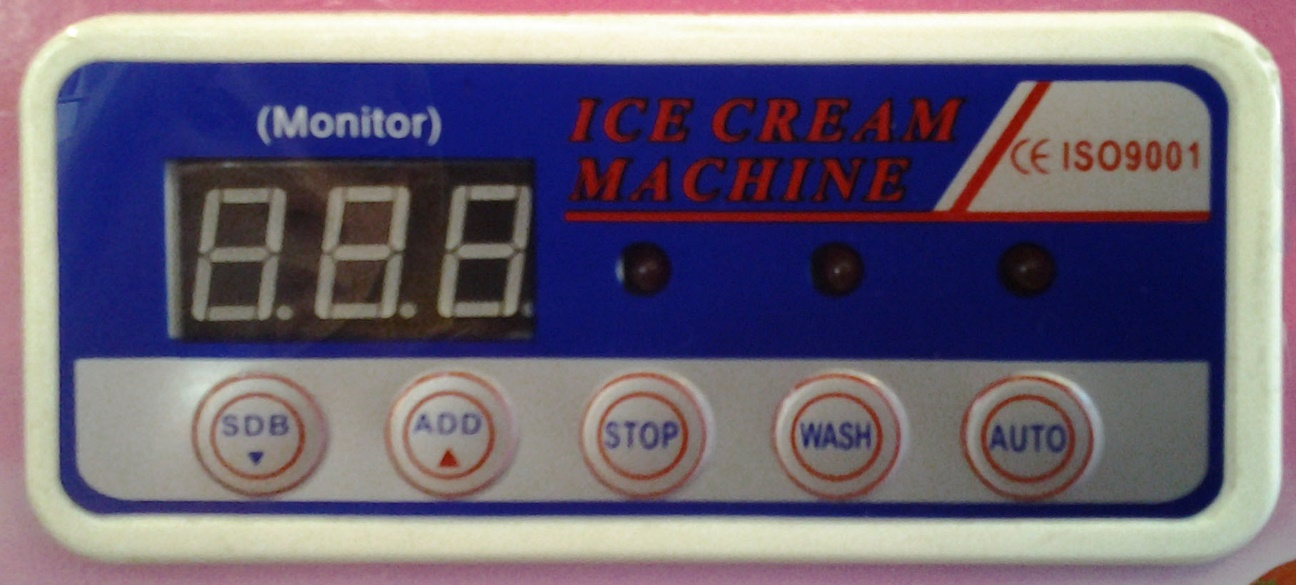 (Monitor)
ICE CREAM
MACHINE
CE ISO9001
SDB
ADD
STOP
WASH
AUTO